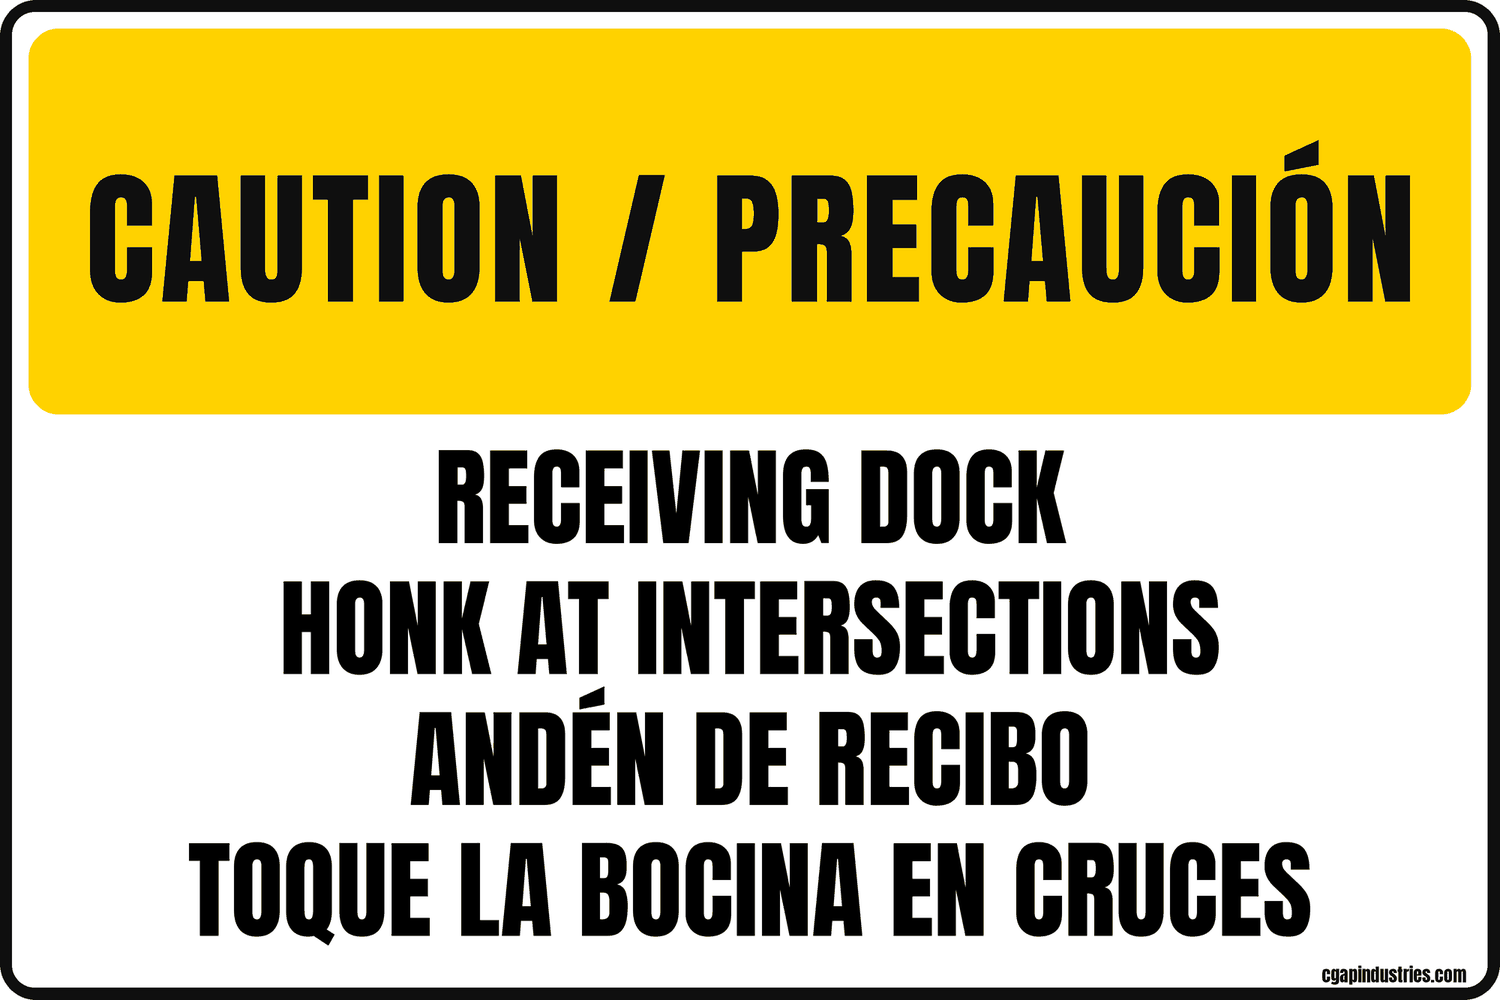 CAUTION / PRECAUCIÓN
RECEIVING DOCK
HONK AT INTERSECTIONS
ANDÉN DE RECIBO
TOQUE LA BOCINA EN CRUCES
cgapindustries.com